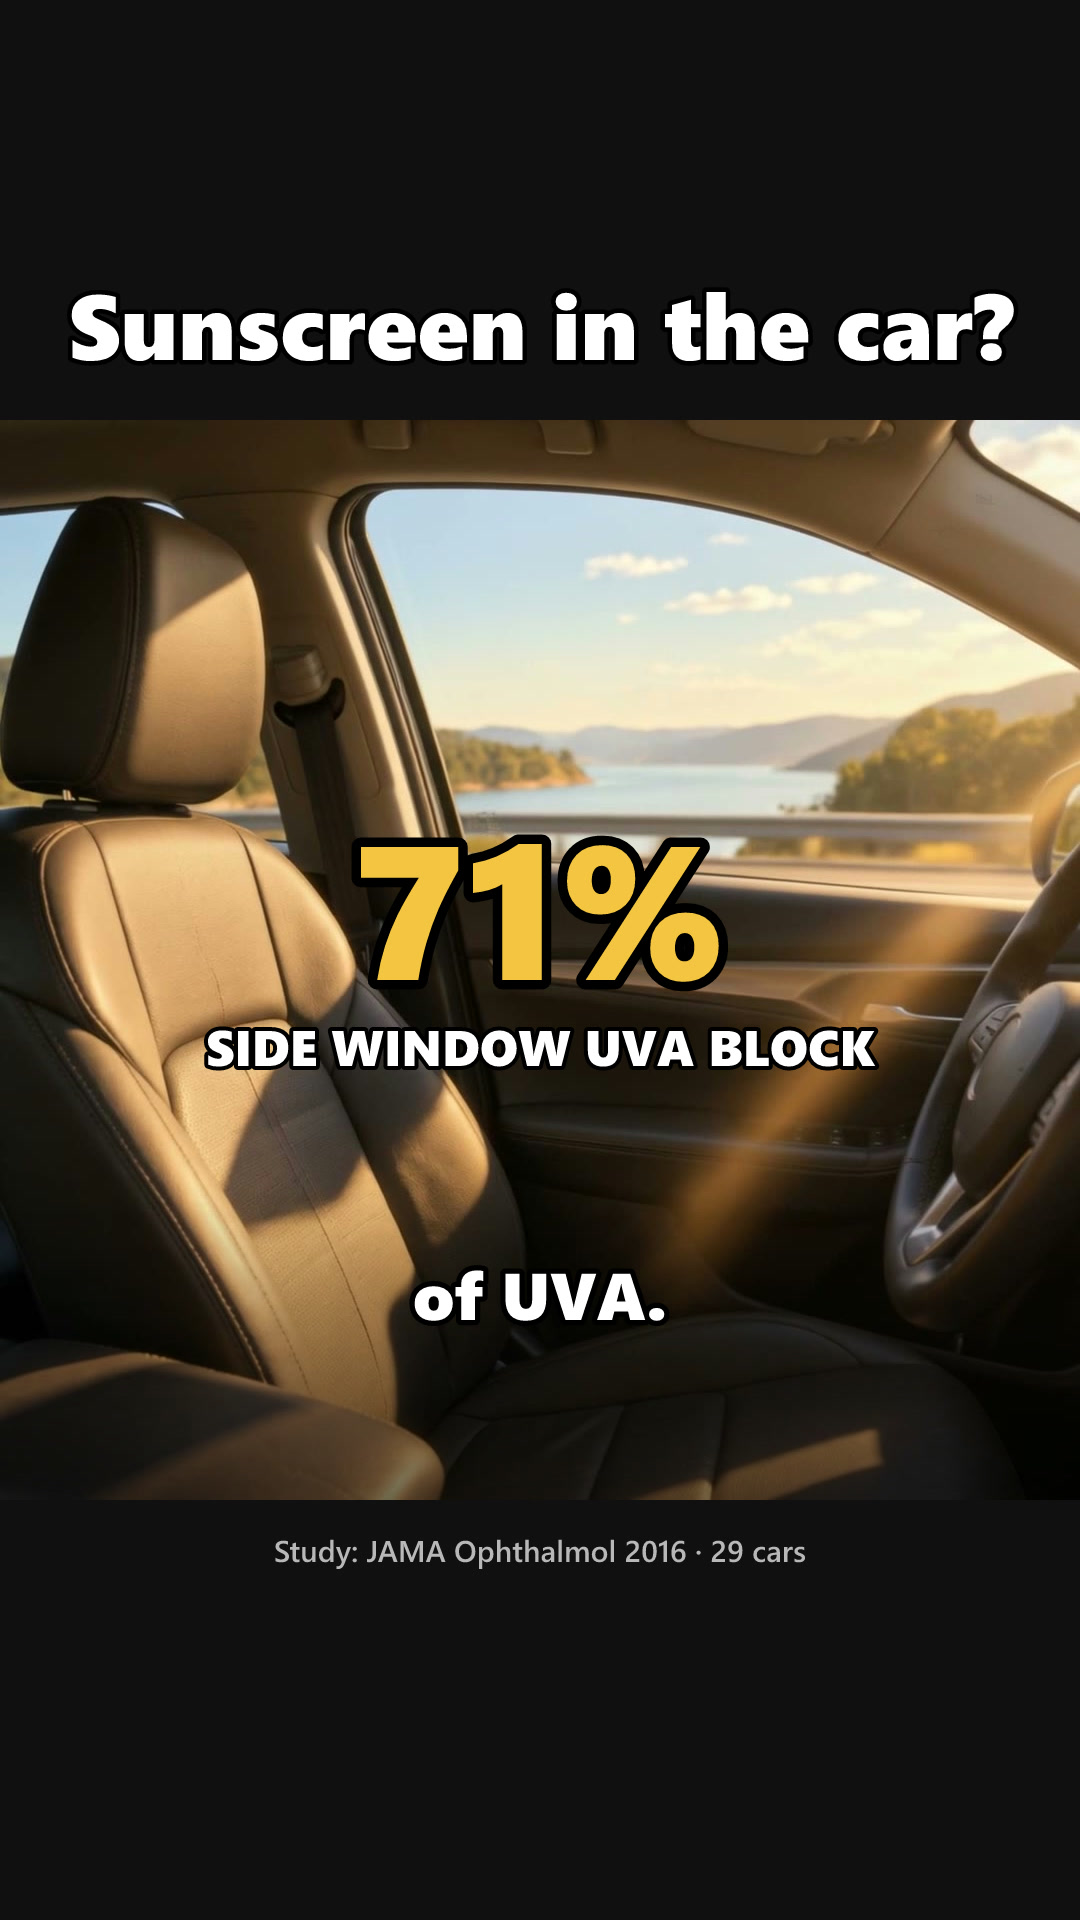 Sunscreen in the car?
71%
SIDE WINDOW UVA BLOCK
of UVA.
Study: JAMA Ophthalmol 2016 · 29 cars